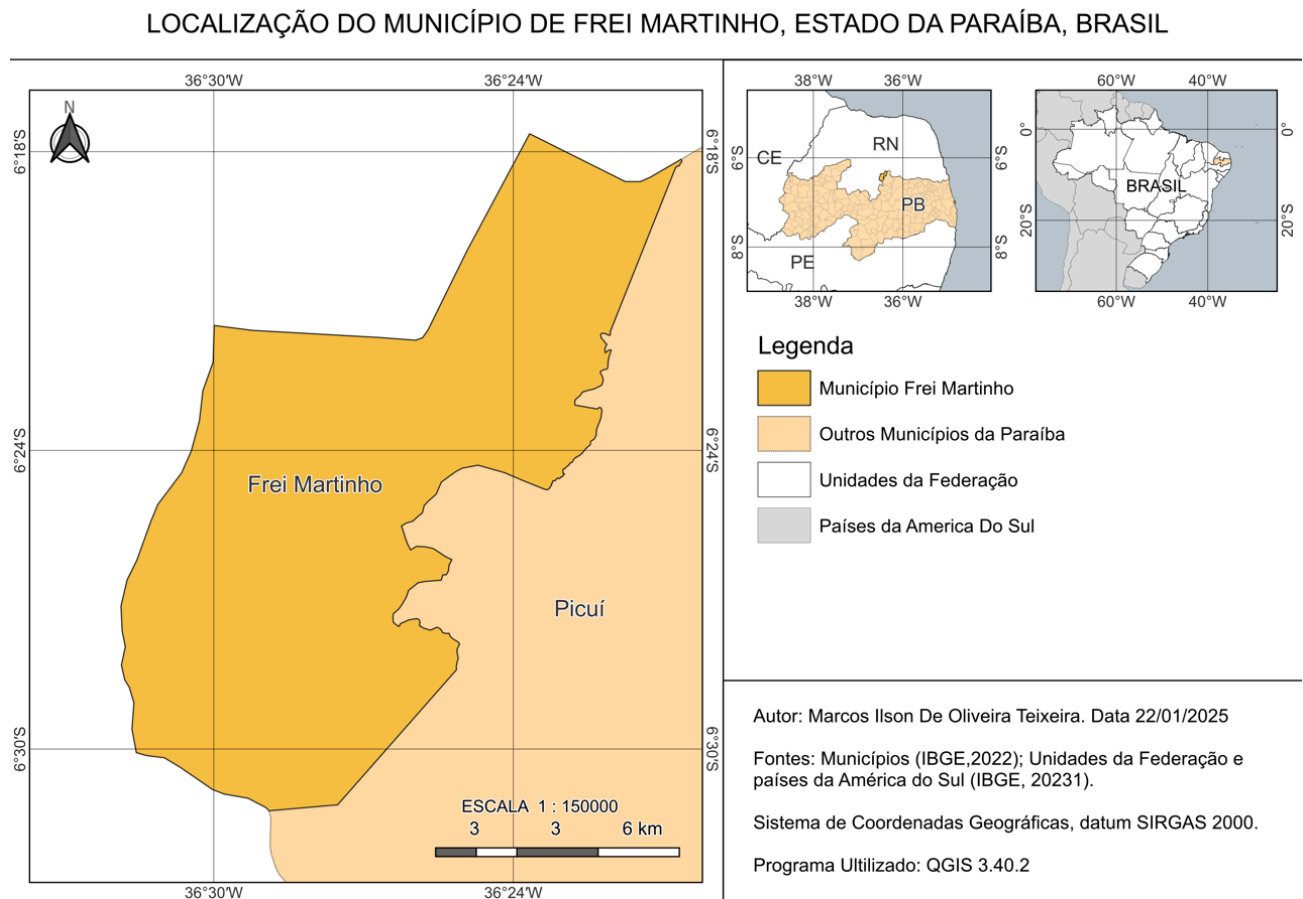 LOCALIZAÇÃO DO MUNICÍPIO DE FREI MARTINHO, ESTADO DA PARAÍBA, BRASIL
36°30'W
36°24'W
N
6°18'S
6°18'S
6°24'S
6°24'S
6°30'S
6°30'S
Frei Martinho
Picuí
ESCALA 1 : 150000
3 3 6 km
36°30'W
36°24'W
38°W
36°W
6°S
6°S
CE
RN
PB
PE
8°S
8°S
38°W
36°W
60°W
40°W
0°
0°
BRASIL
20°S
20°S
60°W
40°W
Legenda
Município Frei Martinho
Outros Municípios da Paraíba
Unidades da Federação
Países da America Do Sul
Autor: Marcos Ilson De Oliveira Teixeira. Data 22/01/2025
Fontes: Municípios (IBGE,2022); Unidades da Federação e
países da América do Sul (IBGE, 20231).
Sistema de Coordenadas Geográficas, datum SIRGAS 2000.
Programa Ultilizado: QGIS 3.40.2